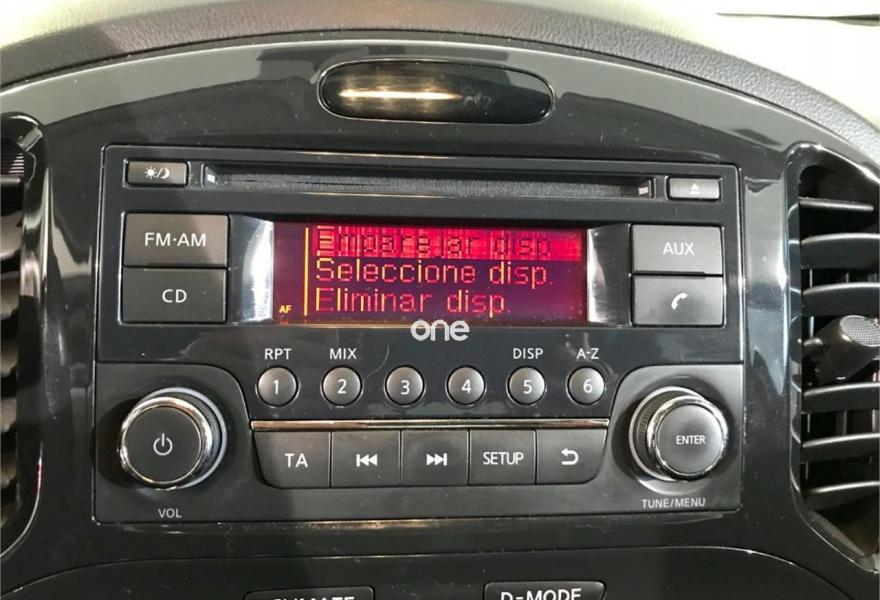 FM·AM
CD
Emparejar disp.
Seleccione disp.
Eliminar disp.
AF
AUX
one
RPT MIX DISP A-Z
1 2 3 4 5 6
TA SETUP ENTER
VOL TUNE/MENU
CLIMATE D-MODE